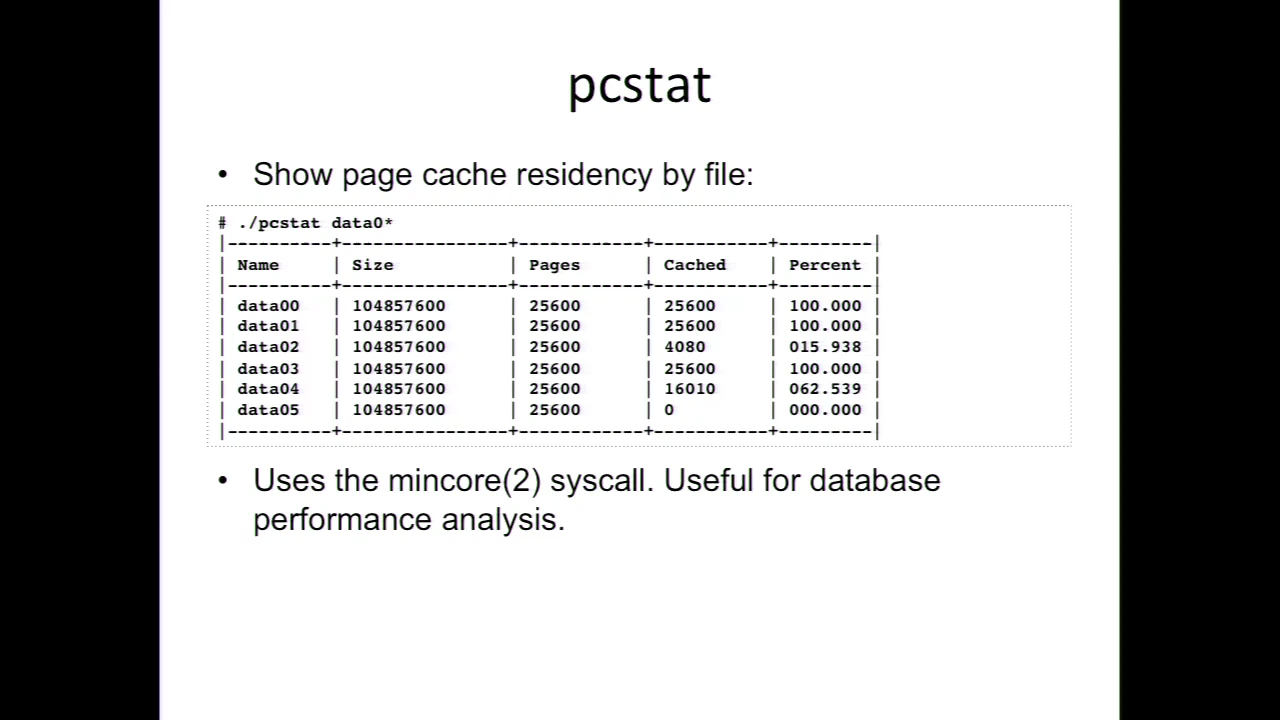 pcstat
• Show page cache residency by file:
# ./pcstat data0*
|----------+----------------+------------+-----------+---------|
| Name     | Size           | Pages      | Cached    | Percent |
|----------+----------------+------------+-----------+---------|
| data00   | 104857600      | 25600      | 25600     | 100.000 |
| data01   | 104857600      | 25600      | 25600     | 100.000 |
| data02   | 104857600      | 25600      | 4080      | 015.938 |
| data03   | 104857600      | 25600      | 25600     | 100.000 |
| data04   | 104857600      | 25600      | 16010     | 062.539 |
| data05   | 104857600      | 25600      | 0         | 000.000 |
|----------+----------------+------------+-----------+---------|
• Uses the mincore(2) syscall. Useful for database
performance analysis.